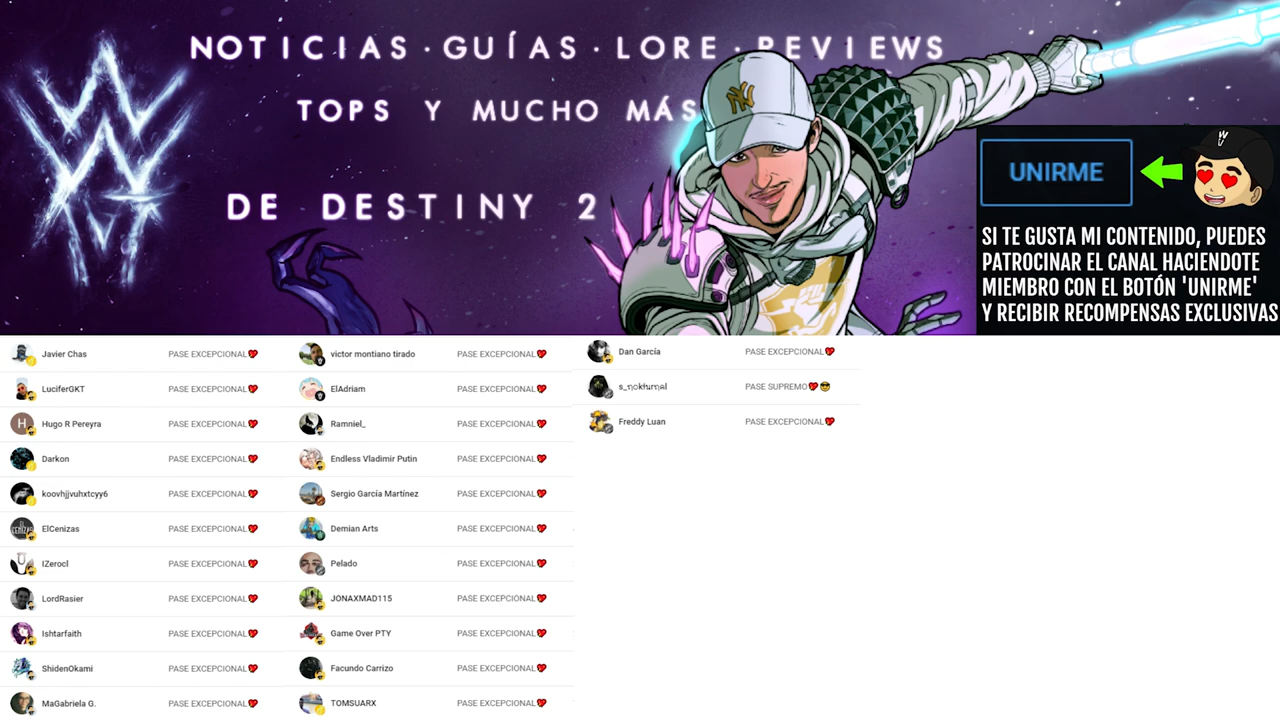 NOTICIAS · GUÍAS · LORE · REVIEWS
TOPS Y MUCHO MÁS
DE DESTINY 2
UNIRME
SI TE GUSTA MI CONTENIDO, PUEDES
PATROCINAR EL CANAL HACIENDOTE
MIEMBRO CON EL BOTÓN 'UNIRME'
Y RECIBIR RECOMPENSAS EXCLUSIVAS
Javier Chas PASE EXCEPCIONAL
LuciferGKT PASE EXCEPCIONAL
H Hugo R Pereyra PASE EXCEPCIONAL
Darkon PASE EXCEPCIONAL
koovhjjvuhxtcyy6 PASE EXCEPCIONAL
ElCenizas PASE EXCEPCIONAL
IZerocl PASE EXCEPCIONAL
LordRasier PASE EXCEPCIONAL
Ishtarfaith PASE EXCEPCIONAL
ShidenOkami PASE EXCEPCIONAL
MaGabriela G. PASE EXCEPCIONAL
victor montiano tirado PASE EXCEPCIONAL
ElAdriam PASE EXCEPCIONAL
Ramniel_ PASE EXCEPCIONAL
Endless Vladimir Putin PASE EXCEPCIONAL
Sergio García Martínez PASE EXCEPCIONAL
Demian Arts PASE EXCEPCIONAL
Pelado PASE EXCEPCIONAL
JONAXMAD115 PASE EXCEPCIONAL
Game Over PTY PASE EXCEPCIONAL
Facundo Carrizo PASE EXCEPCIONAL
TOMSUARX PASE EXCEPCIONAL
Dan García PASE EXCEPCIONAL
PASE SUPREMO
Freddy Luan PASE EXCEPCIONAL